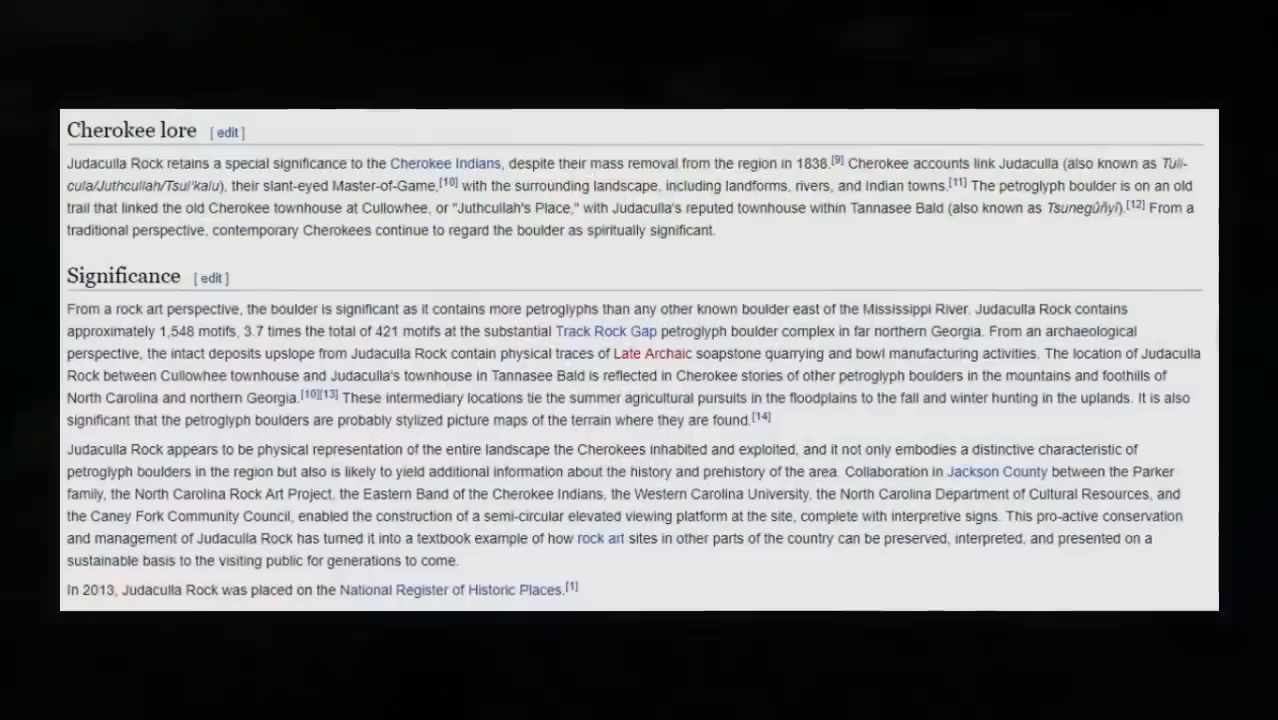 Cherokee lore [ edit ]
Judaculla Rock retains a special significance to the Cherokee Indians, despite their mass removal from the region in 1838.[9] Cherokee accounts link Judaculla (also known as Tuli-
cula/Juthcullah/Tsul'kalu), their slant-eyed Master-of-Game,[10] with the surrounding landscape, including landforms, rivers, and Indian towns.[11] The petroglyph boulder is on an old
trail that linked the old Cherokee townhouse at Cullowhee, or "Juthcullah's Place," with Judaculla's reputed townhouse within Tannasee Bald (also known as Tsunegûñyĭ).[12] From a
traditional perspective, contemporary Cherokees continue to regard the boulder as spiritually significant.
Significance [ edit ]
From a rock art perspective, the boulder is significant as it contains more petroglyphs than any other known boulder east of the Mississippi River. Judaculla Rock contains
approximately 1,548 motifs, 3.7 times the total of 421 motifs at the substantial Track Rock Gap petroglyph boulder complex in far northern Georgia. From an archaeological
perspective, the intact deposits upslope from Judaculla Rock contain physical traces of Late Archaic soapstone quarrying and bowl manufacturing activities. The location of Judaculla
Rock between Cullowhee townhouse and Judaculla's townhouse in Tannasee Bald is reflected in Cherokee stories of other petroglyph boulders in the mountains and foothills of
North Carolina and northern Georgia.[10][13] These intermediary locations tie the summer agricultural pursuits in the floodplains to the fall and winter hunting in the uplands. It is also
significant that the petroglyph boulders are probably stylized picture maps of the terrain where they are found.[14]
Judaculla Rock appears to be physical representation of the entire landscape the Cherokees inhabited and exploited, and it not only embodies a distinctive characteristic of
petroglyph boulders in the region but also is likely to yield additional information about the history and prehistory of the area. Collaboration in Jackson County between the Parker
family, the North Carolina Rock Art Project, the Eastern Band of the Cherokee Indians, the Western Carolina University, the North Carolina Department of Cultural Resources, and
the Caney Fork Community Council, enabled the construction of a semi-circular elevated viewing platform at the site, complete with interpretive signs. This pro-active conservation
and management of Judaculla Rock has turned it into a textbook example of how rock art sites in other parts of the country can be preserved, interpreted, and presented on a
sustainable basis to the visiting public for generations to come.
In 2013, Judaculla Rock was placed on the National Register of Historic Places.[1]